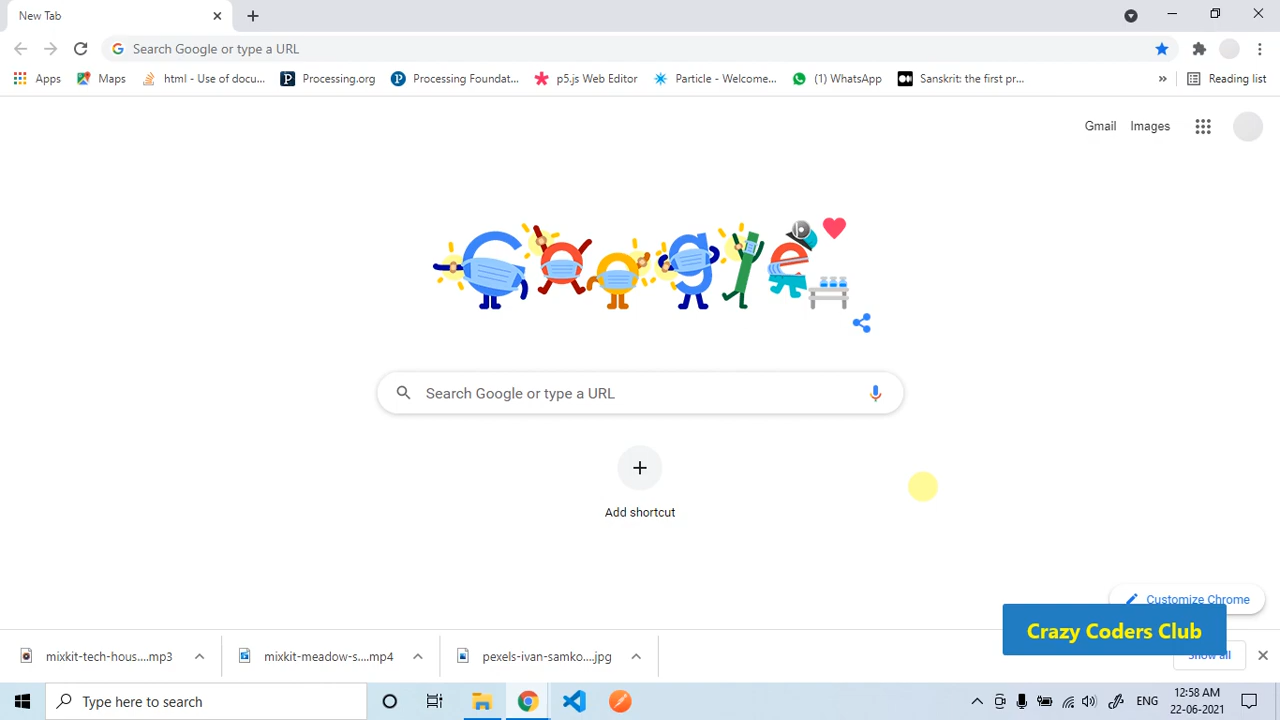 New Tab
Search Google or type a URL
Apps Maps html - Use of docu... Processing.org Processing Foundat... p5.js Web Editor Particle - Welcome... (1) WhatsApp Sanskrit: the first pr... » Reading list
Gmail Images
Google
Search Google or type a URL
Add shortcut
Customize Chrome
Crazy Coders Club
mixkit-tech-hous....mp3 mixkit-meadow-s....mp4 pexels-ivan-samko....jpg Show all
Type here to search ENG 12:58 AM
22-06-2021